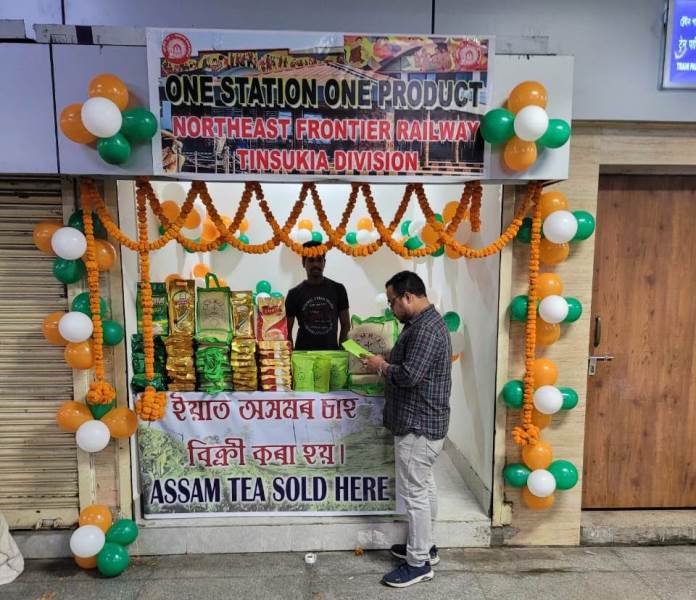 ONE STATION ONE PRODUCT
NORTHEAST FRONTIER RAILWAY
TINSUKIA DIVISION
ইয়াত অসমৰ চাহ
বিক্ৰী কৰা হয়।
ASSAM TEA SOLD HERE